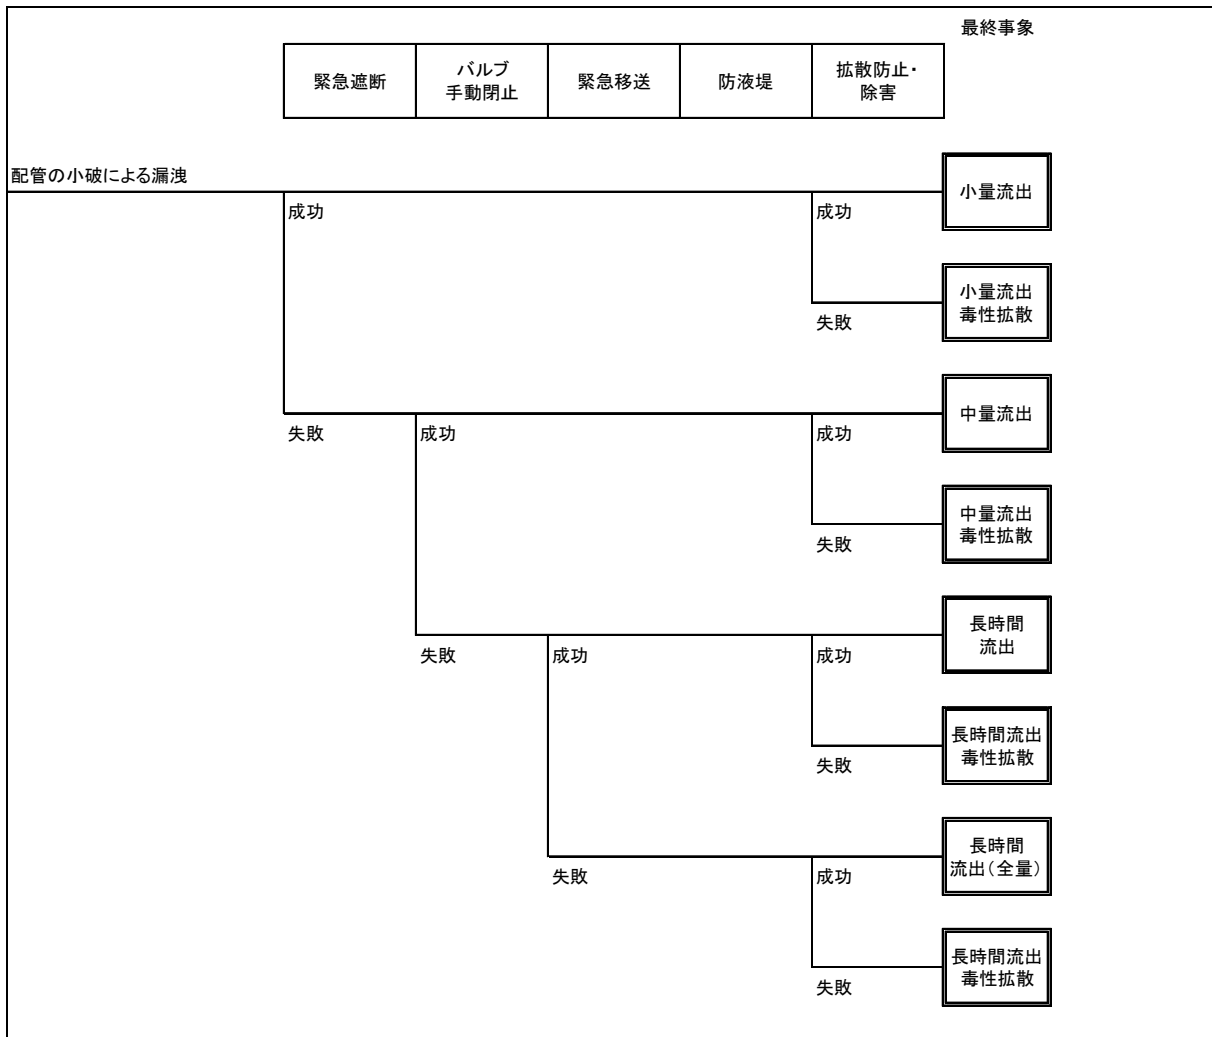 最終事象
緊急遮断
バルブ
手動閉止
緊急移送
防液堤
拡散防止・
除害
配管の小破による漏洩
成功
成功
小量流出
失敗
小量流出
毒性拡散
失敗
成功
成功
中量流出
失敗
中量流出
毒性拡散
失敗
成功
成功
長時間
流出
失敗
長時間流出
毒性拡散
失敗
成功
長時間
流出（全量）
失敗
長時間流出
毒性拡散